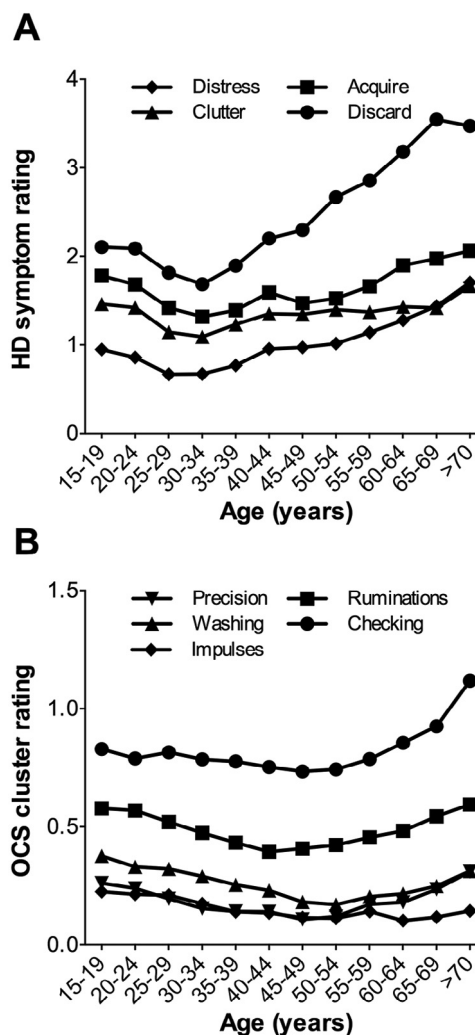 A
4
3
2
1
0
HD symptom rating
Distress
Acquire
Clutter
Discard
15-19
20-24
25-29
30-34
35-39
40-44
45-49
50-54
55-59
60-64
65-69
>70
Age (years)
B
1.5
1.0
0.5
0.0
OCS cluster rating
Precision
Ruminations
Washing
Checking
Impulses
15-19
20-24
25-29
30-34
35-39
40-44
45-49
50-54
55-59
60-64
65-69
>70
Age (years)